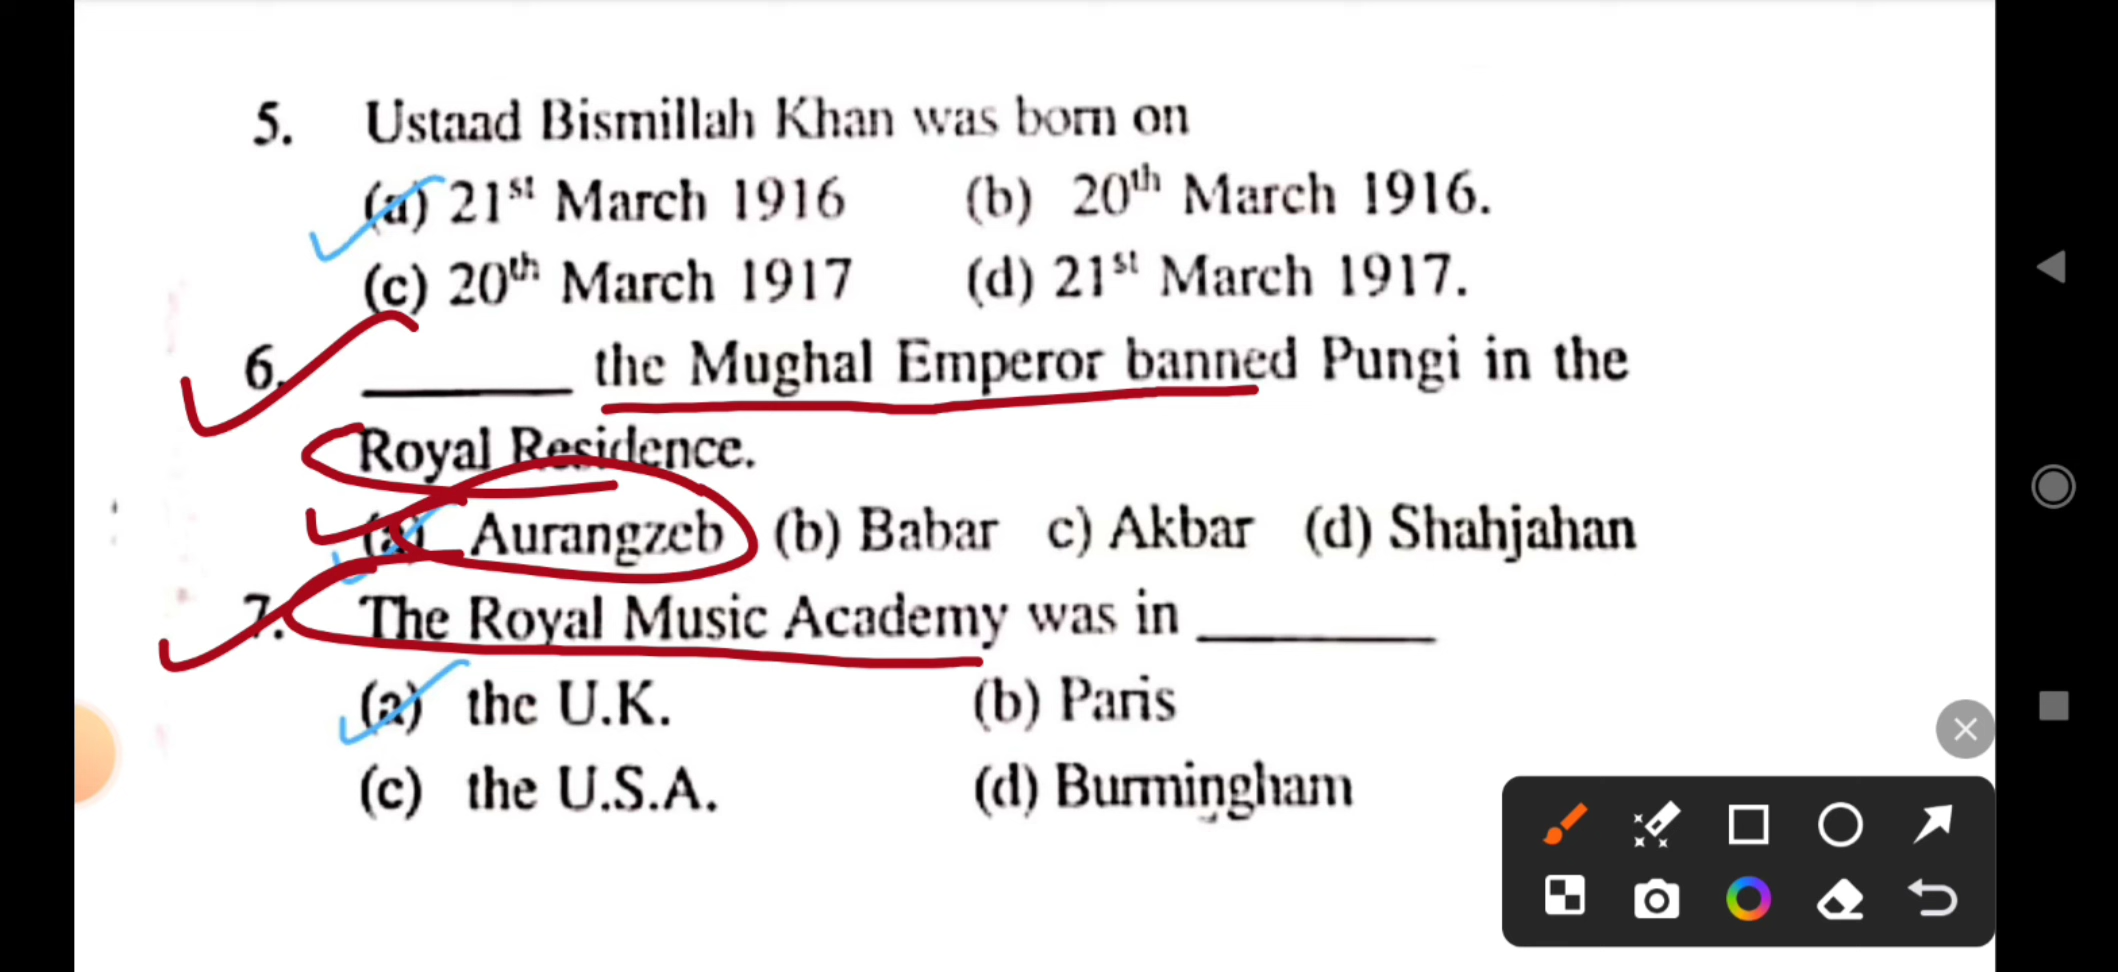 5. Ustaad Bismillah Khan was born on
(a) 21st March 1916 (b) 20th March 1916.
(c) 20th March 1917 (d) 21st March 1917.
6. ______ the Mughal Emperor banned Pungi in the
Royal Residence.
(a) Aurangzeb (b) Babar c) Akbar (d) Shahjahan
7. The Royal Music Academy was in ______
(a) the U.K. (b) Paris
(c) the U.S.A. (d) Burmingham